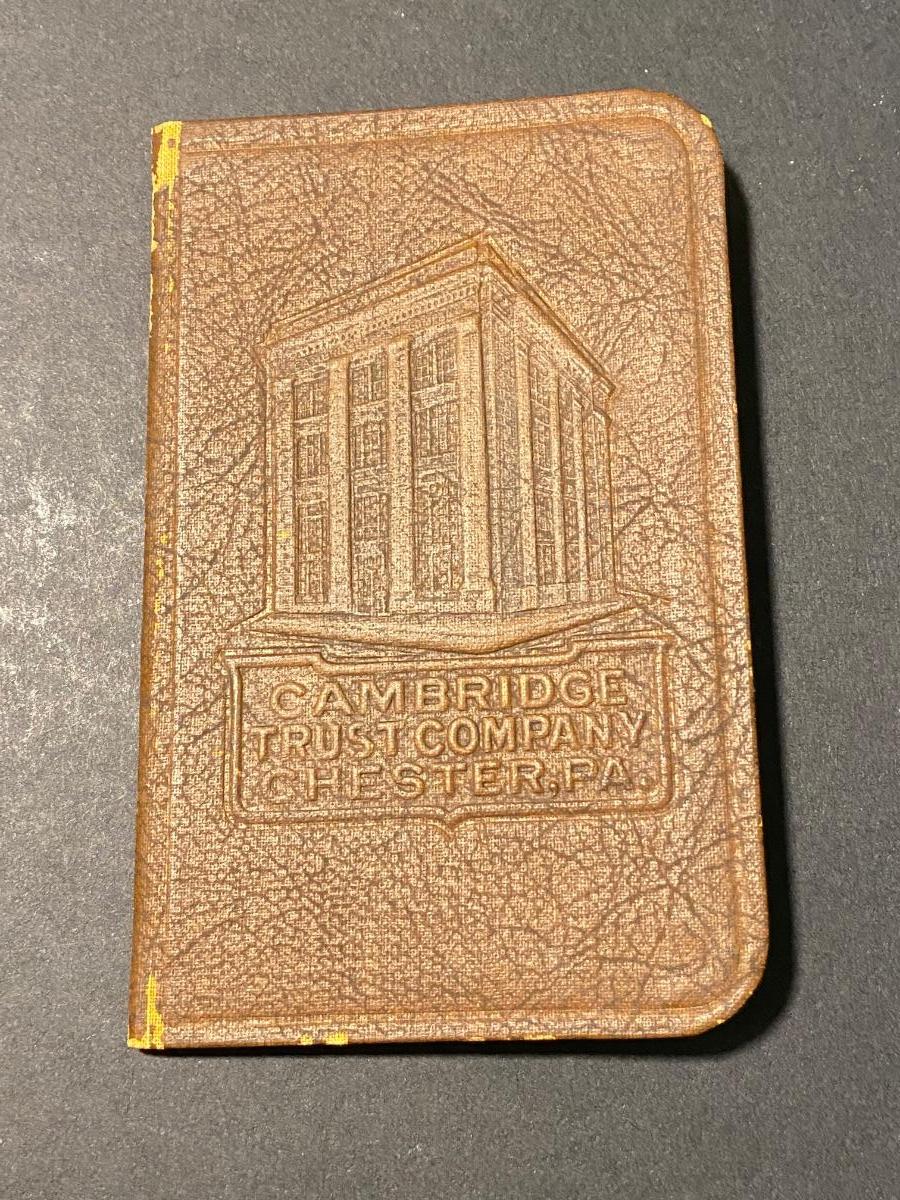 CAMBRIDGE
TRUST COMPANY
CHESTER, PA.